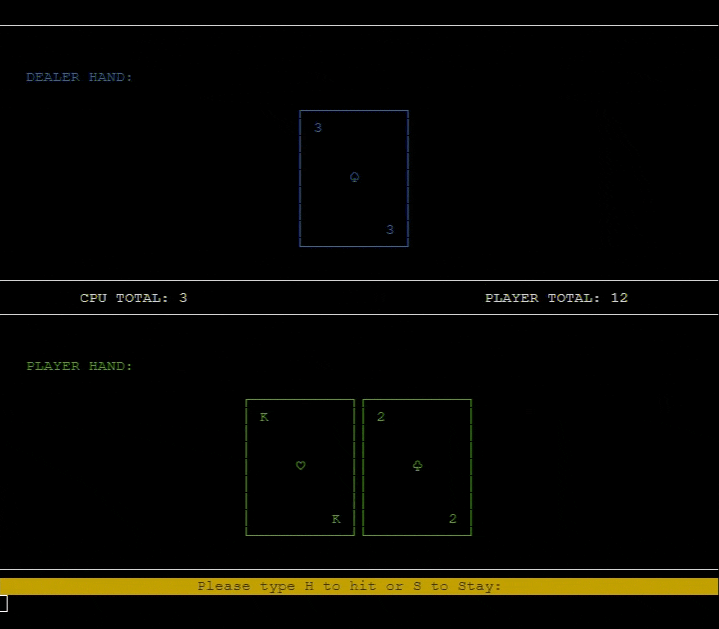 DEALER HAND:
3
♤
3
CPU TOTAL: 3 PLAYER TOTAL: 12
PLAYER HAND:
K 2
♡ ♧
K 2
Please type H to hit or S to Stay: